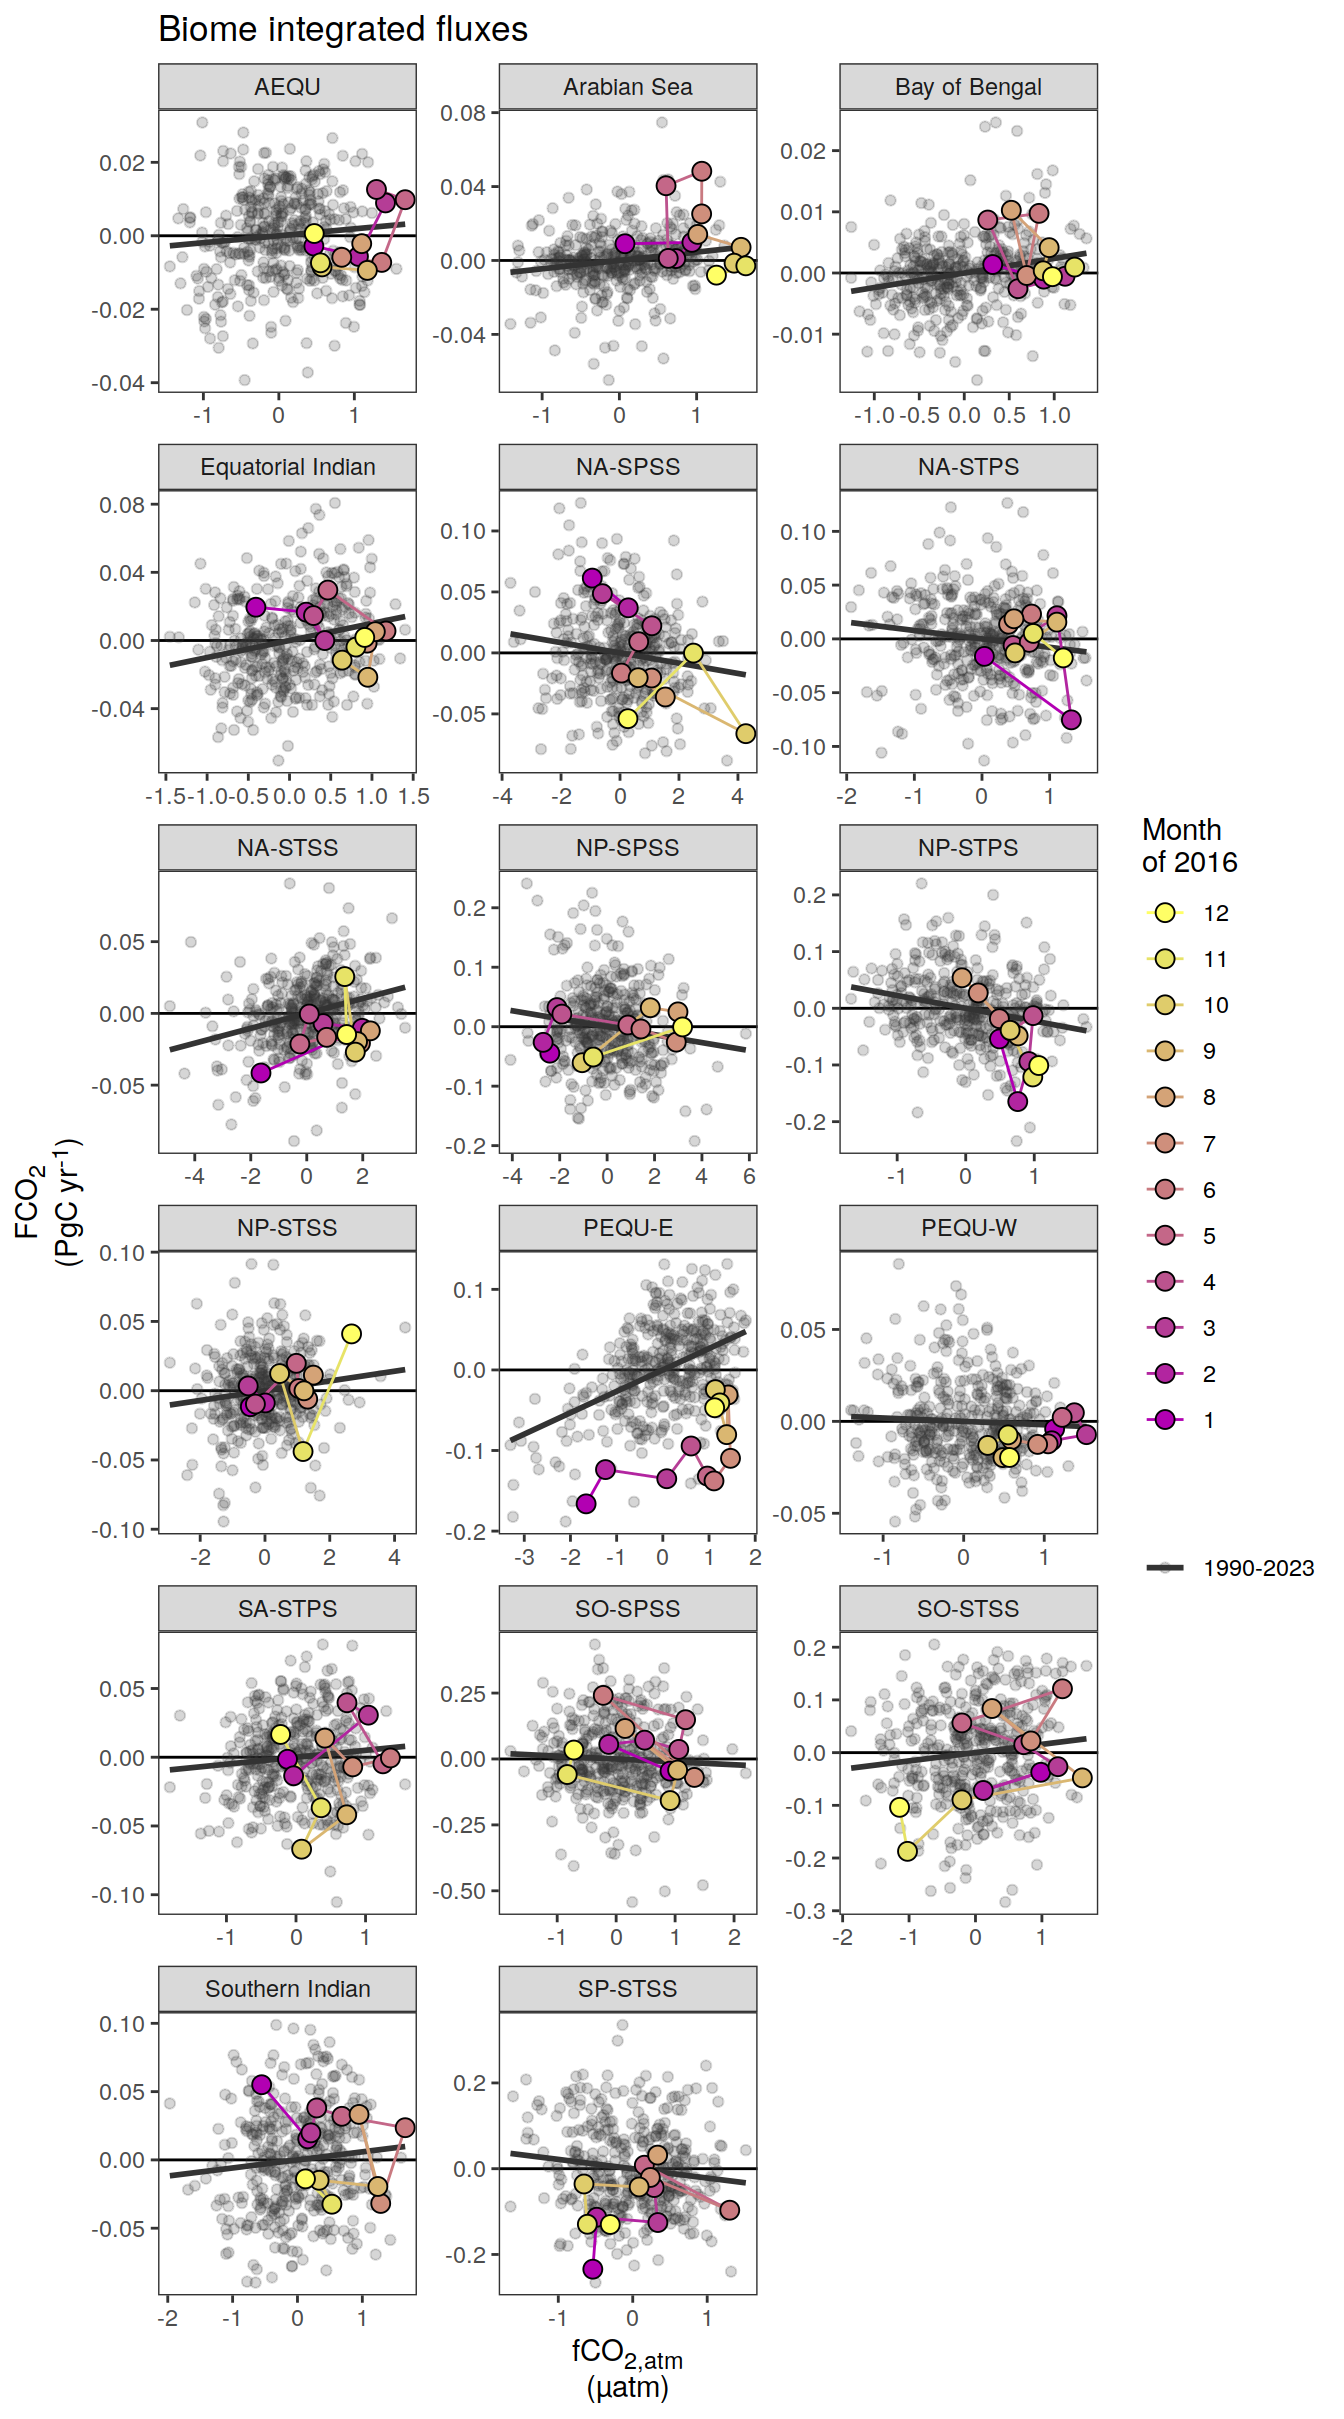 Biome integrated fluxes
AEQU
Arabian Sea
Bay of Bengal
0.02
0.00
-0.02
-0.04
0.08
0.04
0.00
-0.04
0.02
0.01
0.00
-0.01
-1 0 1
-1 0 1
-1.0 -0.5 0.0 0.5 1.0
Equatorial Indian
NA-SPSS
NA-STPS
0.08
0.04
0.00
-0.04
0.10
0.05
0.00
-0.05
0.10
0.05
0.00
-0.05
-0.10
-1.5 -1.0 -0.5 0.0 0.5 1.0 1.5
-4 -2 0 2 4
-2 -1 0 1
NA-STSS
NP-SPSS
NP-STPS
0.05
0.00
-0.05
0.2
0.1
0.0
-0.1
-0.2
0.2
0.1
0.0
-0.1
-0.2
-4 -2 0 2
-4 -2 0 2 4 6
-1 0 1
NP-STSS
PEQU-E
PEQU-W
0.10
0.05
0.00
-0.05
-0.10
0.1
0.0
-0.1
-0.2
0.05
0.00
-0.05
-2 0 2 4
-3 -2 -1 0 1 2
-1 0 1
SA-STPS
SO-SPSS
SO-STSS
0.05
0.00
-0.05
-0.10
0.25
0.00
-0.25
-0.50
0.2
0.1
0.0
-0.1
-0.2
-0.3
-1 0 1
-1 0 1 2
-2 -1 0 1
Southern Indian
SP-STSS
0.10
0.05
0.00
-0.05
0.2
0.0
-0.2
-2 -1 0 1
-1 0 1
FCO2
(PgC yr-1)
fCO2,atm
(µatm)
Month
of 2016
12
11
10
9
8
7
6
5
4
3
2
1
1990-2023